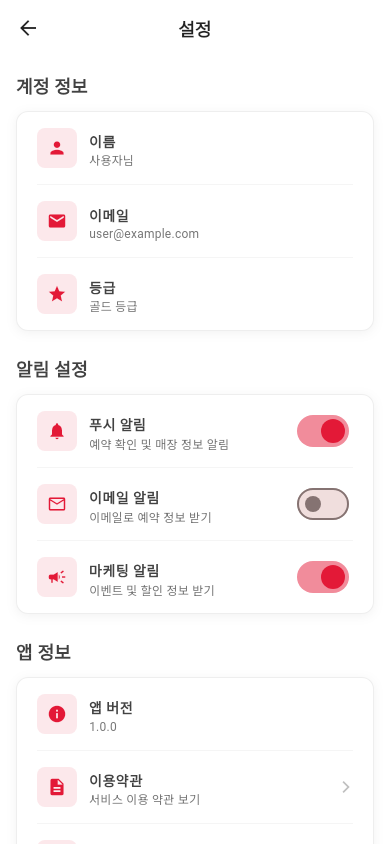 설정
계정 정보
이름
사용자님
이메일
user@example.com
등급
골드 등급
알림 설정
푸시 알림
예약 확인 및 매장 정보 알림
이메일 알림
이메일로 예약 정보 받기
마케팅 알림
이벤트 및 할인 정보 받기
앱 정보
앱 버전
1.0.0
이용약관
서비스 이용 약관 보기